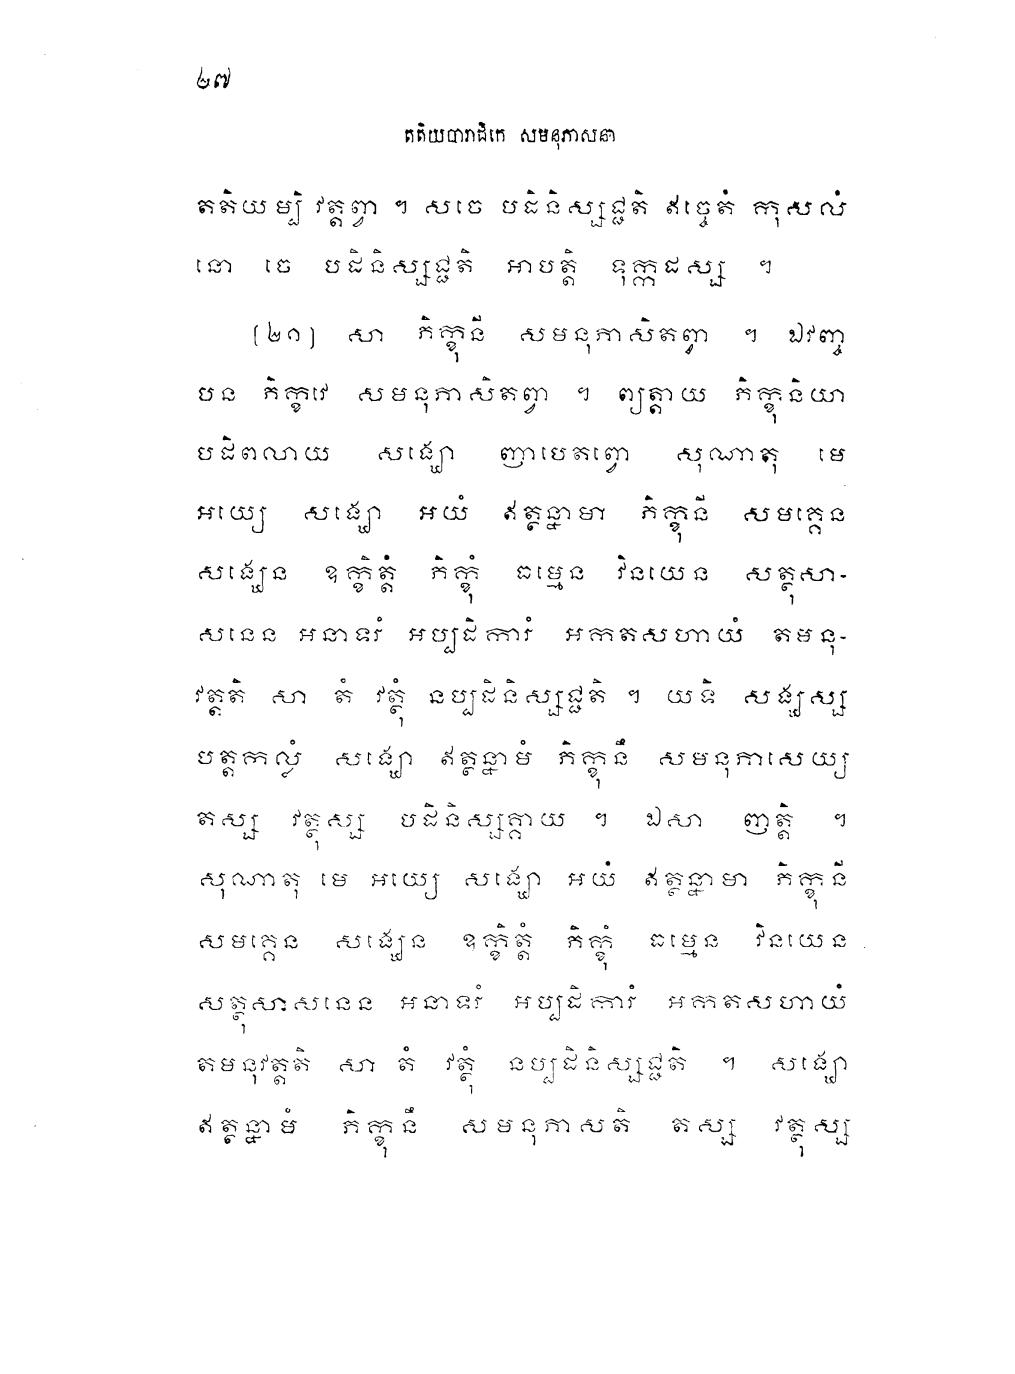 ២៧
តតិយបារាជិកេ សមនុភាសនា
តតិយម្បិ វត្តព្វា ។ សចេ បដិនិស្សជ្ជតិ ឥច្ចេតំ កុសលំ
នោ ចេ បដិនិស្សជ្ជតិ អាបត្តិ ទុក្កដស្ស ។
(២១) សា ភិក្ខុនី សមនុភាសិតព្វា ។ ឯវញ្ច
បន ភិក្ខវេ សមនុភាសិតព្វា ។ ព្យត្តាយ ភិក្ខុនិយា
បដិពលាយ សង្ឃោ ញាបេតព្វោ សុណាតុ មេ
អយ្យេ សង្ឃោ អយំ ឥត្ថន្នាមា ភិក្ខុនី សមគ្គេន
សង្ឃេន ឧក្ខិត្តំ ភិក្ខុំ ធម្មេន វិនយេន សត្ថុសា-
សនេន អនាទរំ អប្បដិការំ អកតសហាយំ តមនុ-
វត្តតិ សា តំ វត្ថុំ នប្បដិនិស្សជ្ជតិ ។ យទិ សង្ឃស្ស
បត្តកល្លំ សង្ឃោ ឥត្ថន្នាមំ ភិក្ខុនឹ សមនុភាសេយ្យ
តស្ស វត្ថុស្ស បដិនិស្សគ្គាយ ។ ឯសា ញត្តិ ។
សុណាតុ មេ អយ្យេ សង្ឃោ អយំ ឥត្ថន្នាមា ភិក្ខុនី
សមគ្គេន សង្ឃេន ឧក្ខិត្តំ ភិក្ខុំ ធម្មេន វិនយេន
សត្ថុសាសនេន អនាទរំ អប្បដិការំ អកតសហាយំ
តមនុវត្តតិ សា តំ វត្ថុំ នប្បដិនិស្សជ្ជតិ ។ សង្ឃោ
ឥត្ថន្នាមំ ភិក្ខុនឹ សមនុភាសតិ តស្ស វត្ថុស្ស